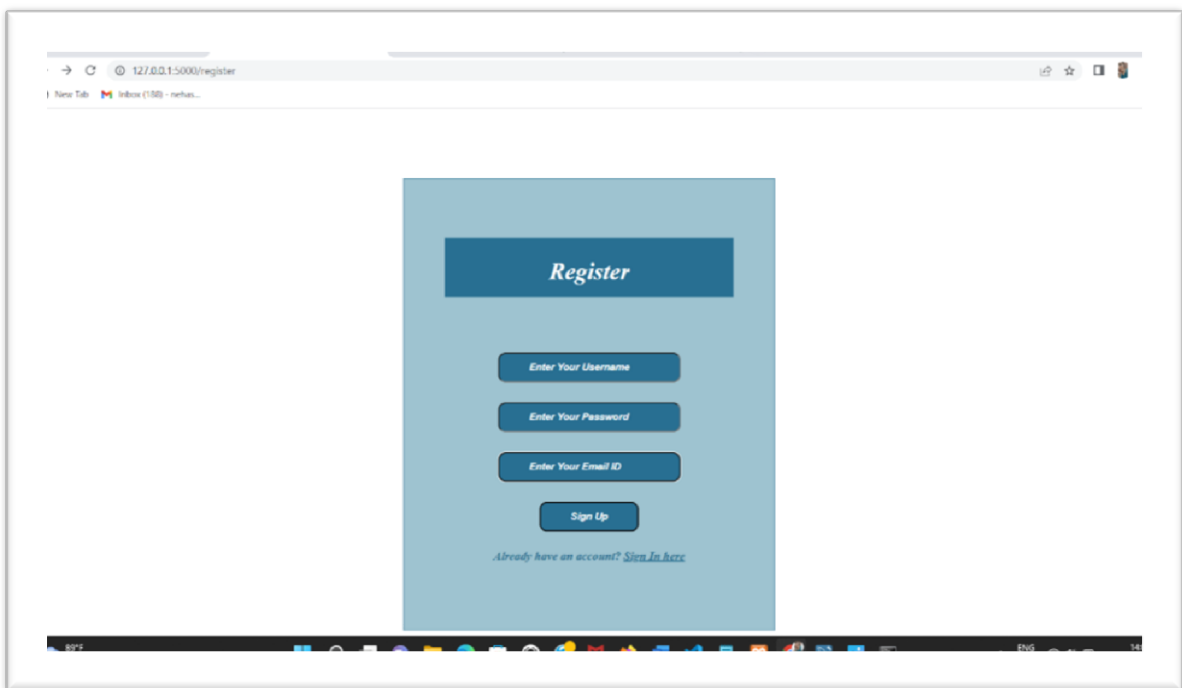 127.0.0.1:5000/register
New Tab Inbox (188) - nehas...
Register
Enter Your Username
Enter Your Password
Enter Your Email ID
Sign Up
Already have an account? Sign In here
89°F
ENG